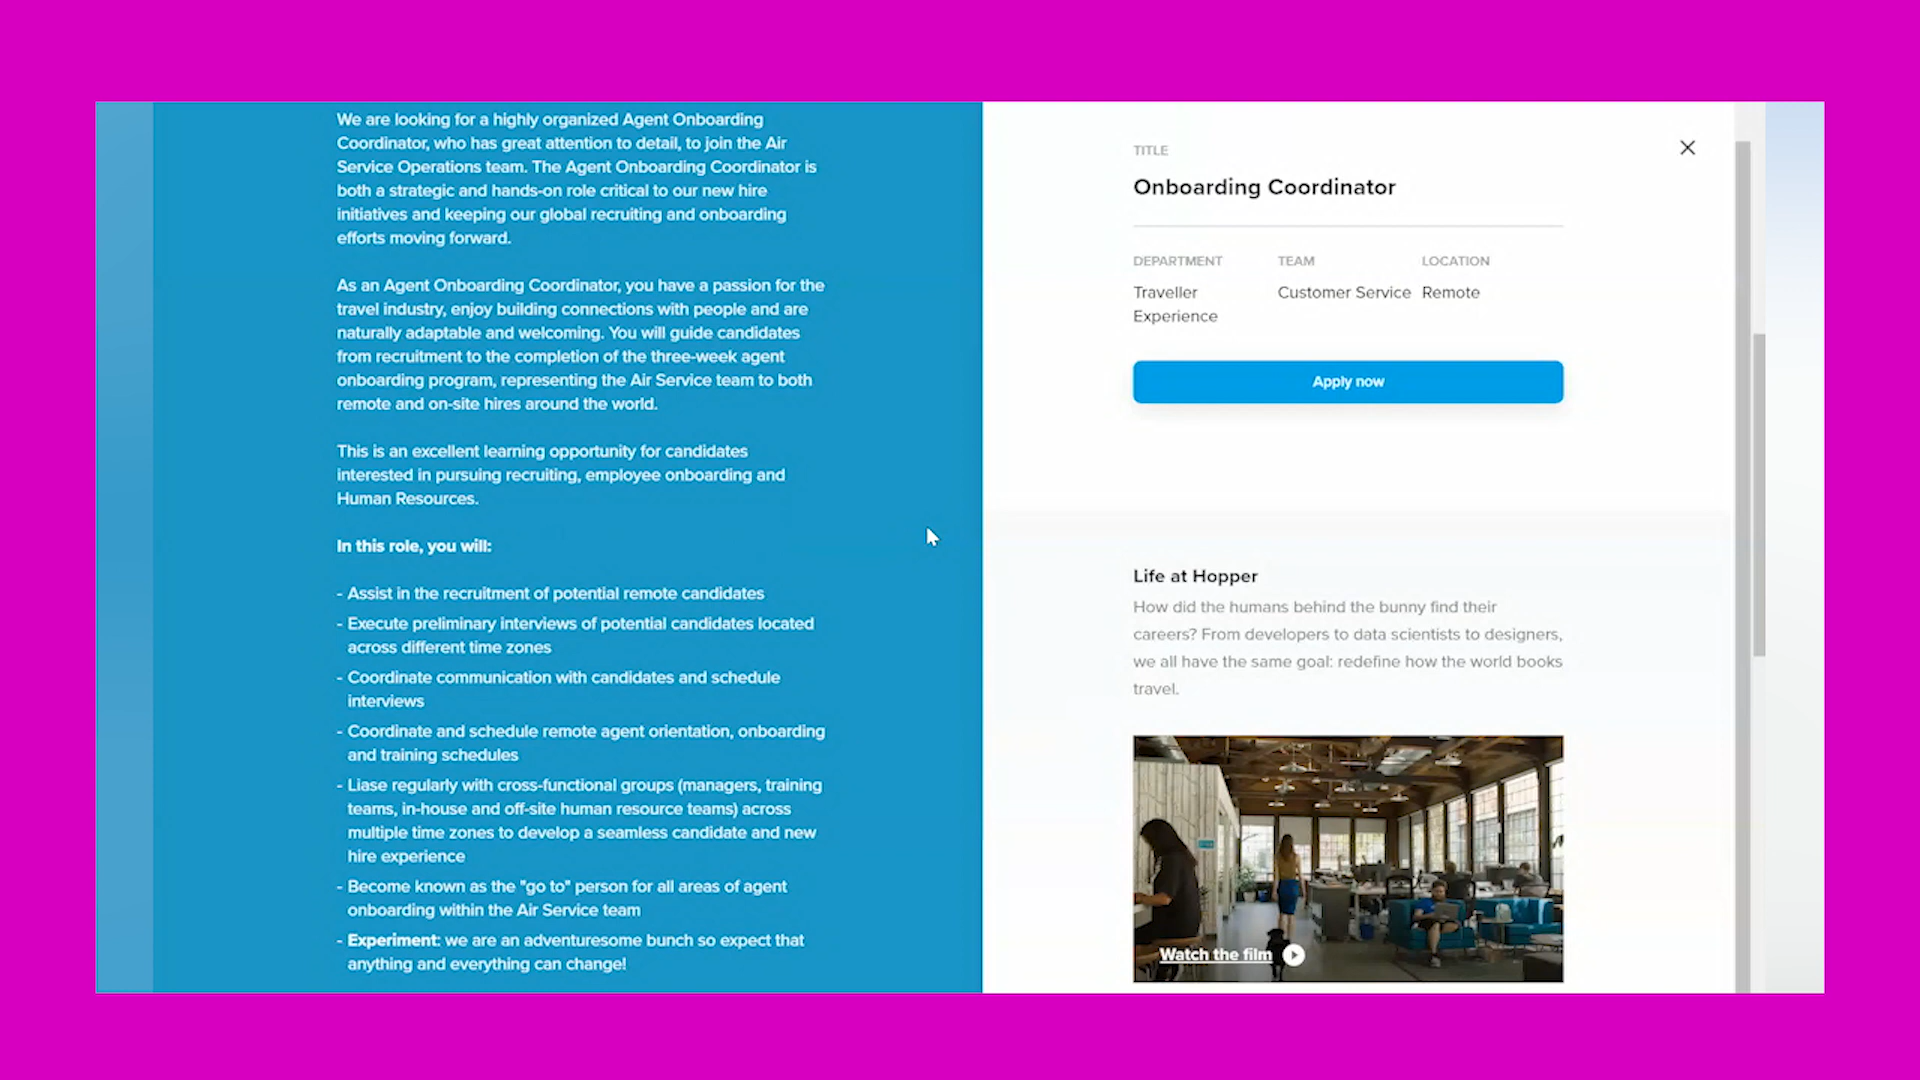 We are looking for a highly organized Agent Onboarding
Coordinator, who has great attention to detail, to join the Air
Service Operations team. The Agent Onboarding Coordinator is
both a strategic and hands-on role critical to our new hire
initiatives and keeping our global recruiting and onboarding
efforts moving forward.
As an Agent Onboarding Coordinator, you have a passion for the
travel industry, enjoy building connections with people and are
naturally adaptable and welcoming. You will guide candidates
from recruitment to the completion of the three-week agent
onboarding program, representing the Air Service team to both
remote and on-site hires around the world.
This is an excellent learning opportunity for candidates
interested in pursuing recruiting, employee onboarding and
Human Resources.
In this role, you will:
- Assist in the recruitment of potential remote candidates
- Execute preliminary interviews of potential candidates located
across different time zones
- Coordinate communication with candidates and schedule
interviews
- Coordinate and schedule remote agent orientation, onboarding
and training schedules
- Liase regularly with cross-functional groups (managers, training
teams, in-house and off-site human resource teams) across
multiple time zones to develop a seamless candidate and new
hire experience
- Become known as the "go to" person for all areas of agent
onboarding within the Air Service team
- Experiment: we are an adventuresome bunch so expect that
anything and everything can change!
TITLE
Onboarding Coordinator
DEPARTMENT TEAM LOCATION
Traveller Customer Service Remote
Experience
Apply now
Life at Hopper
How did the humans behind the bunny find their
careers? From developers to data scientists to designers,
we all have the same goal: redefine how the world books
travel.
Watch the film